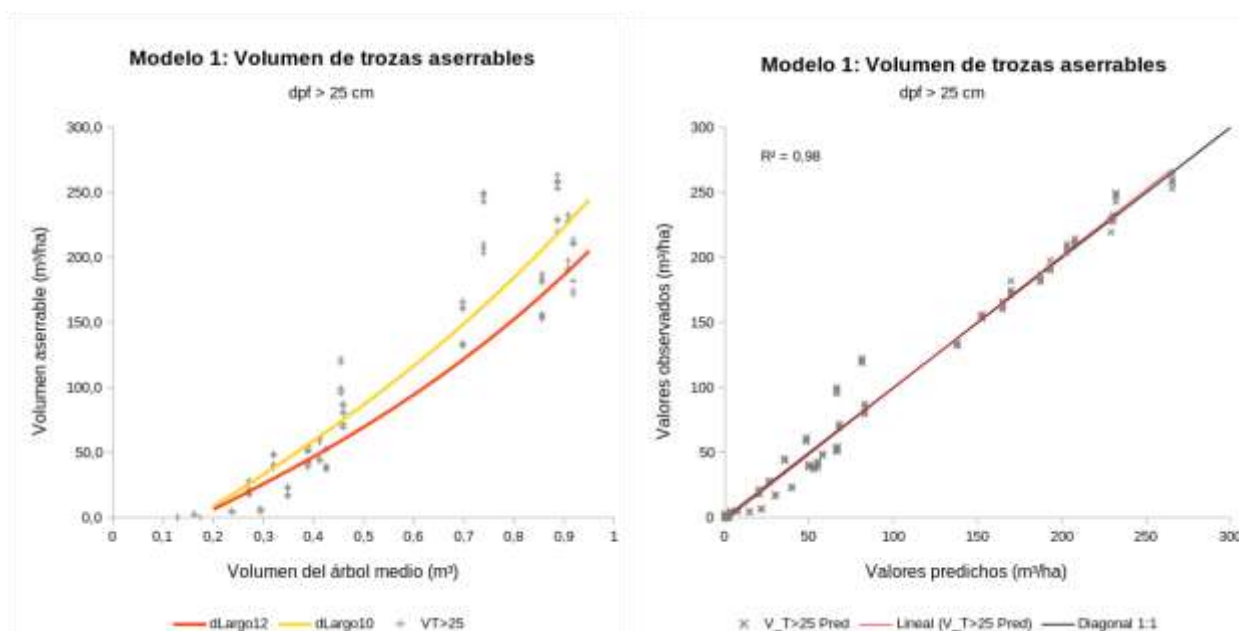 Modelo 1: Volumen de trozas aserrables
dpf > 25 cm
Volumen aserrable (m³/ha)
300,0
250,0
200,0
150,0
100,0
50,0
0,0
0 0,1 0,2 0,3 0,4 0,5 0,6 0,7 0,8 0,9 1
Volumen del árbol medio (m³)
dLargo12 dLargo10 VT>25
Modelo 1: Volumen de trozas aserrables
dpf > 25 cm
R² = 0,98
Valores observados (m³/ha)
300
250
200
150
100
50
0
0 50 100 150 200 250 300
Valores predichos (m³/ha)
V_T>25 Pred Lineal (V_T>25 Pred) Diagonal 1:1